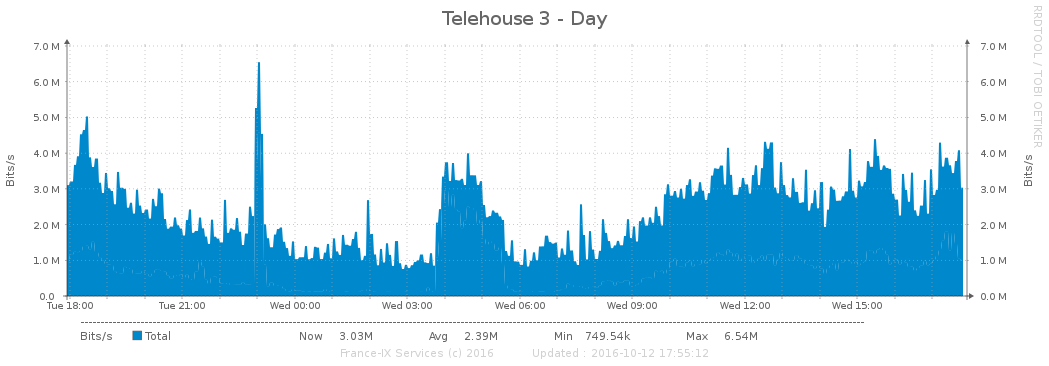 Telehouse 3 - Day
RRDTOOL / TOBI OETIKER
Bits/s
7.0 M 7.0 M
6.0 M 6.0 M
5.0 M 5.0 M
4.0 M 4.0 M
3.0 M 3.0 M
2.0 M 2.0 M
1.0 M 1.0 M
0.0 0.0 M
Bits/s
Tue 18:00 Tue 21:00 Wed 00:00 Wed 03:00 Wed 06:00 Wed 09:00 Wed 12:00 Wed 15:00
Bits/s Total Now 3.03M Avg 2.39M Min 749.54k Max 6.54M
France-IX Services (c) 2016 Updated : 2016-10-12 17:55:12